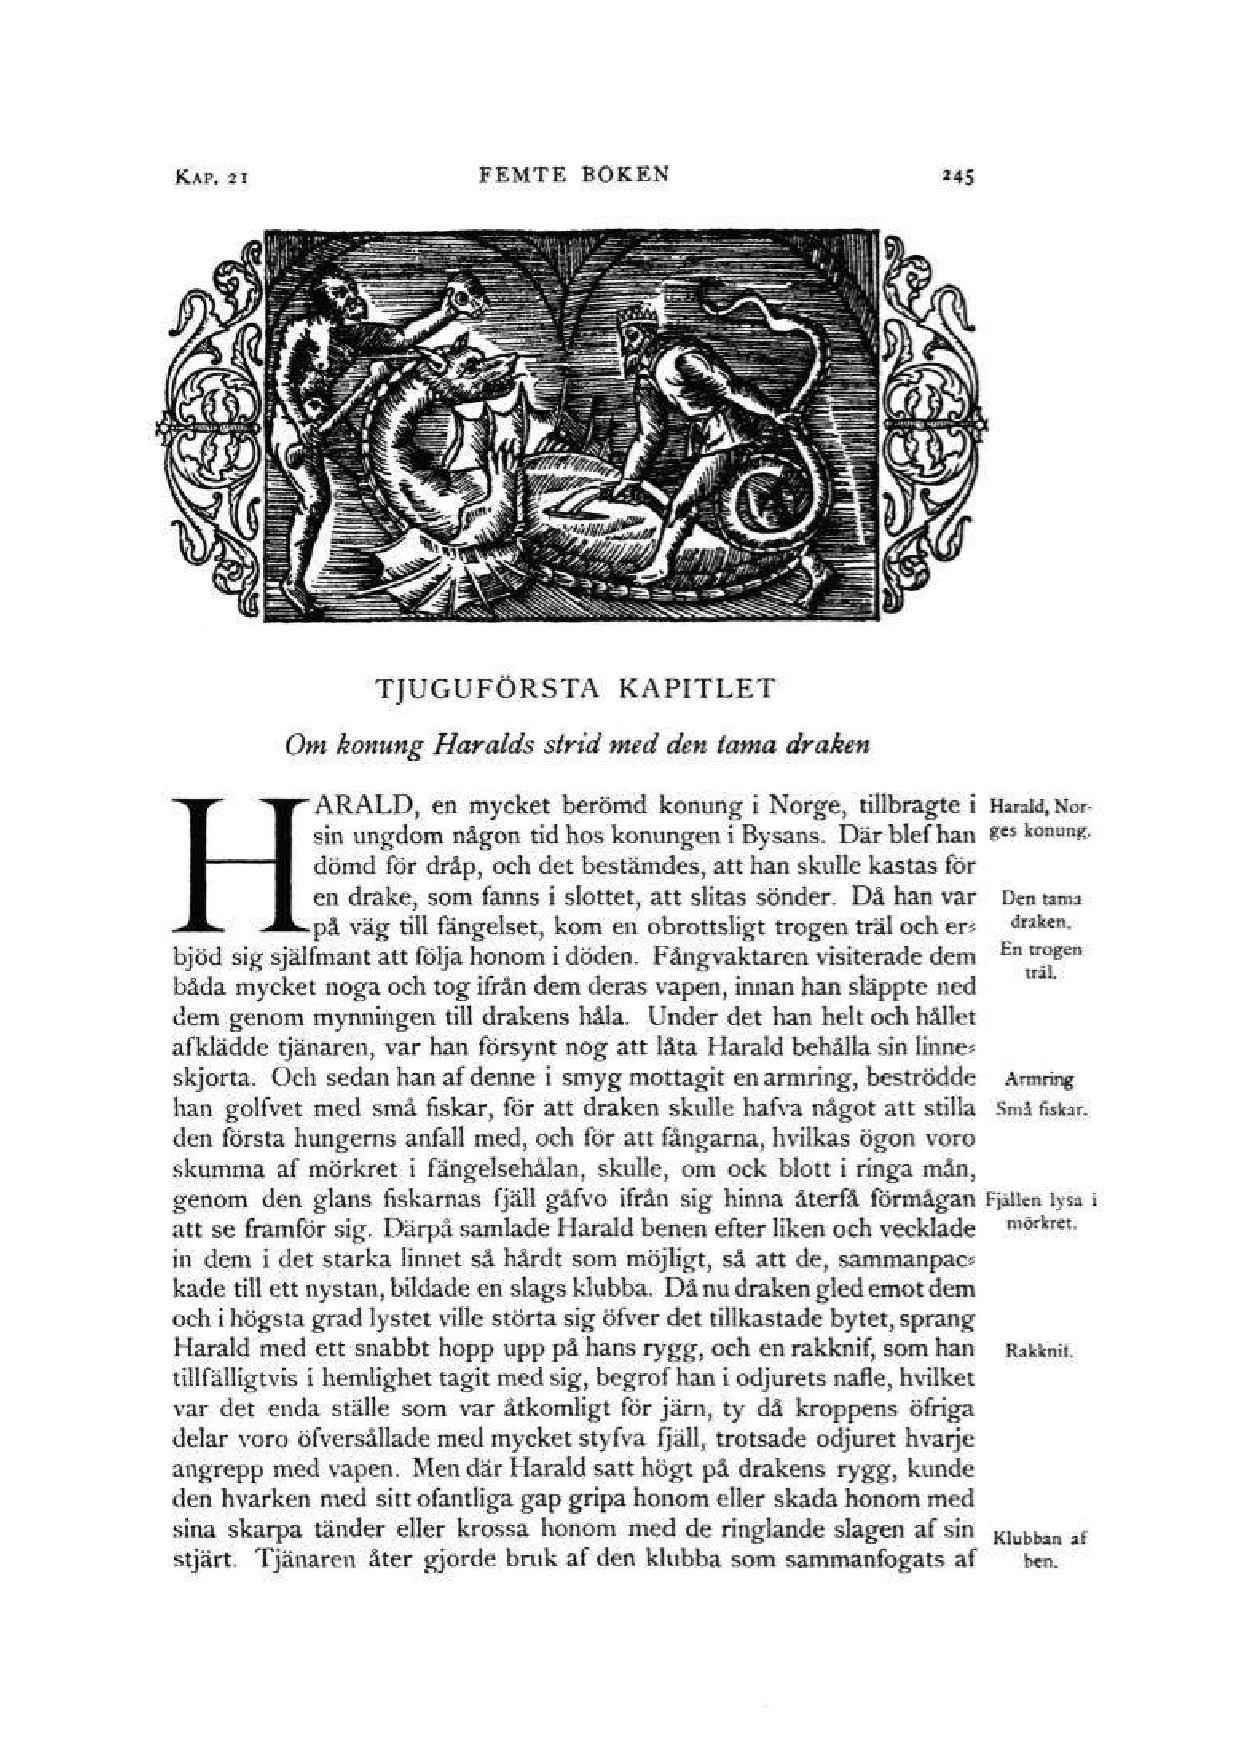 KAP. 21 FEMTE BOKEN 245
TJUGUFÖRSTA KAPITLET
Om konung Haralds strid med den tama draken
HARALD, en mycket berömd konung i Norge, tillbragte i
sin ungdom någon tid hos konungen i Bysans. Där blef han
dömd för dråp, och det bestämdes, att han skulle kastas för
en drake, som fanns i slottet, att slitas sönder. Då han var
på väg till fängelset, kom en obrottsligt trogen träl och er-
bjöd sig själfmant att följa honom i döden. Fångvaktaren visiterade dem
båda mycket noga och tog ifrån dem deras vapen, innan han släppte ned
dem genom mynningen till drakens håla. Under det han helt och hållet
afklädde tjänaren, var han försynt nog att låta Harald behålla sin linne-
skjorta. Och sedan han af denne i smyg mottagit en armring, beströdde
han golfvet med små fiskar, för att draken skulle hafva något att stilla
den första hungerns anfall med, och för att fångarna, hvilkas ögon voro
skumma af mörkret i fängelsehålan, skulle, om ock blott i ringa mån,
genom den glans fiskarnas fjäll gåfvo ifrån sig hinna återfå förmågan
att se framför sig. Därpå samlade Harald benen efter liken och vecklade
in dem i det starka linnet så hårdt som möjligt, så att de, sammanpac-
kade till ett nystan, bildade en slags klubba. Då nu draken gled emot dem
och i högsta grad lystet ville störta sig öfver det tillkastade bytet, sprang
Harald med ett snabbt hopp upp på hans rygg, och en rakknif, som han
tillfälligtvis i hemlighet tagit med sig, begrof han i odjurets nafle, hvilket
var det enda ställe som var åtkomligt för järn, ty då kroppens öfriga
delar voro öfversållade med mycket styfva fjäll, trotsade odjuret hvarje
angrepp med vapen. Men där Harald satt högt på drakens rygg, kunde
den hvarken med sitt ofantliga gap gripa honom eller skada honom med
sina skarpa tänder eller krossa honom med de ringlande slagen af sin
stjärt. Tjänaren åter gjorde bruk af den klubba som sammanfogats af
Harald, Nor-
ges konung.
Den tama
draken.
En trogen
träl.
Armring
Små fiskar.
Fjällen lysa i
mörkret.
Rakknif.
Klubban af
ben.